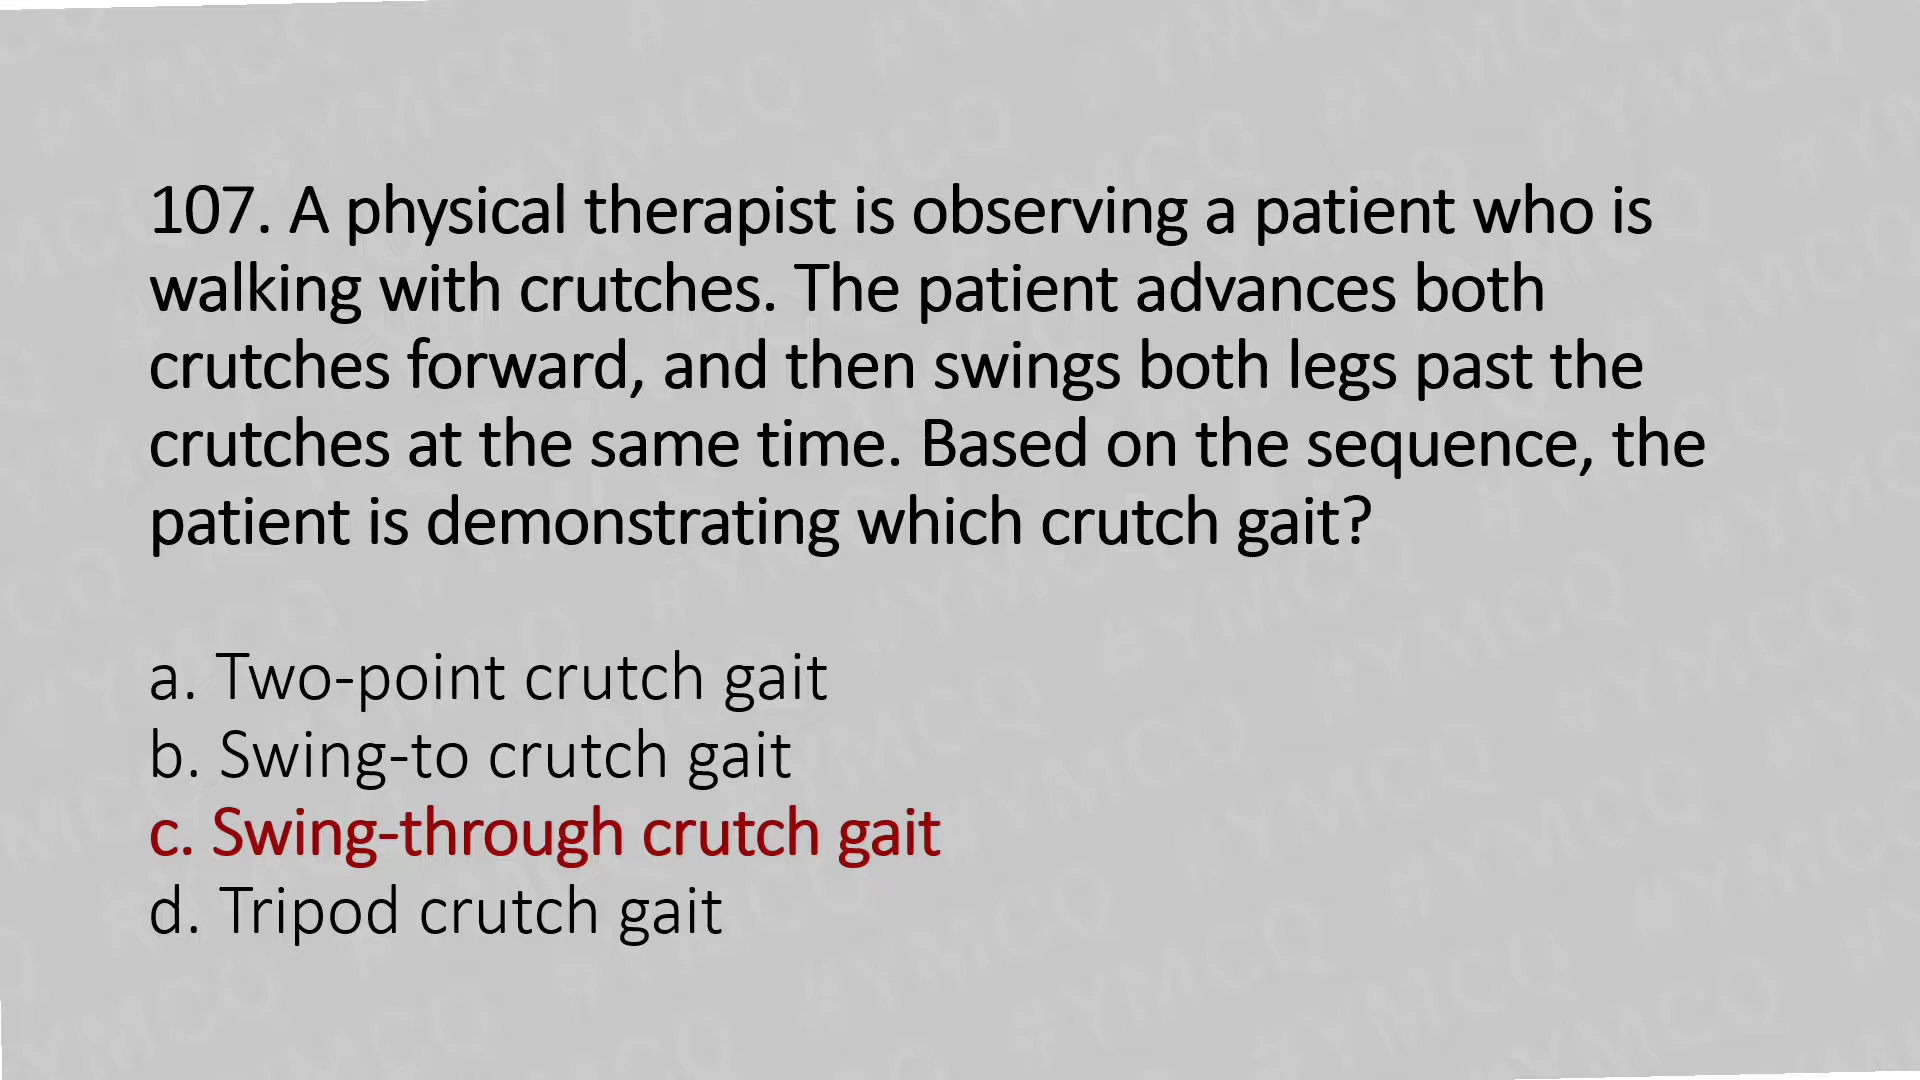 107. A physical therapist is observing a patient who is
walking with crutches. The patient advances both
crutches forward, and then swings both legs past the
crutches at the same time. Based on the sequence, the
patient is demonstrating which crutch gait?
a. Two-point crutch gait
b. Swing-to crutch gait
c. Swing-through crutch gait
d. Tripod crutch gait